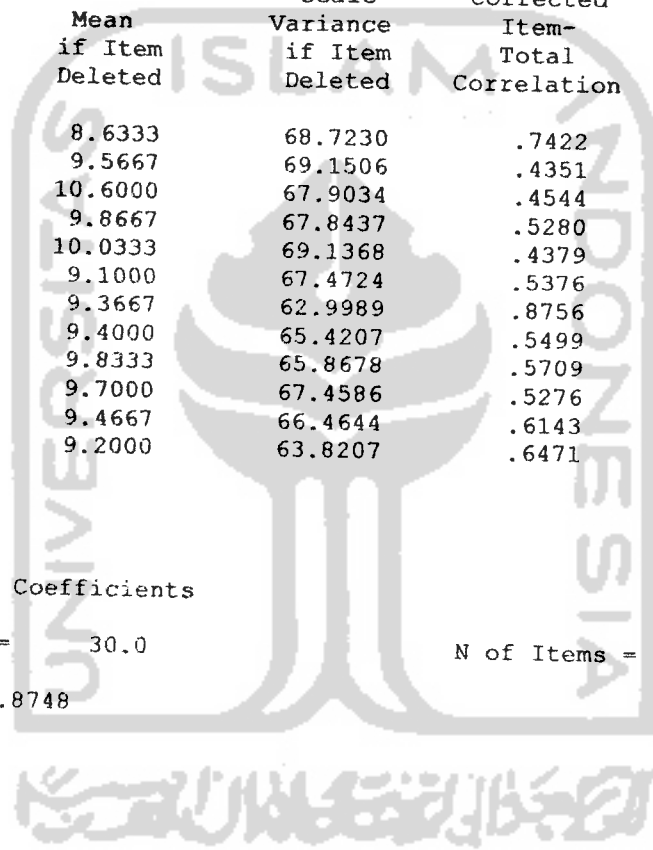 Mean Variance Item-
if Item if Item Total
Deleted Deleted Correlation
8.6333 68.7230 .7422
9.5667 69.1506 .4351
10.6000 67.9034 .4544
9.8667 67.8437 .5280
10.0333 69.1368 .4379
9.1000 67.4724 .5376
9.3667 62.9989 .8756
9.4000 65.4207 .5499
9.8333 65.8678 .5709
9.7000 67.4586 .5276
9.4667 66.4644 .6143
9.2000 63.8207 .6471
Coefficients
= 30.0 N of Items =
.8748
UNIVERSITAS
ISLAM
INDONESIA